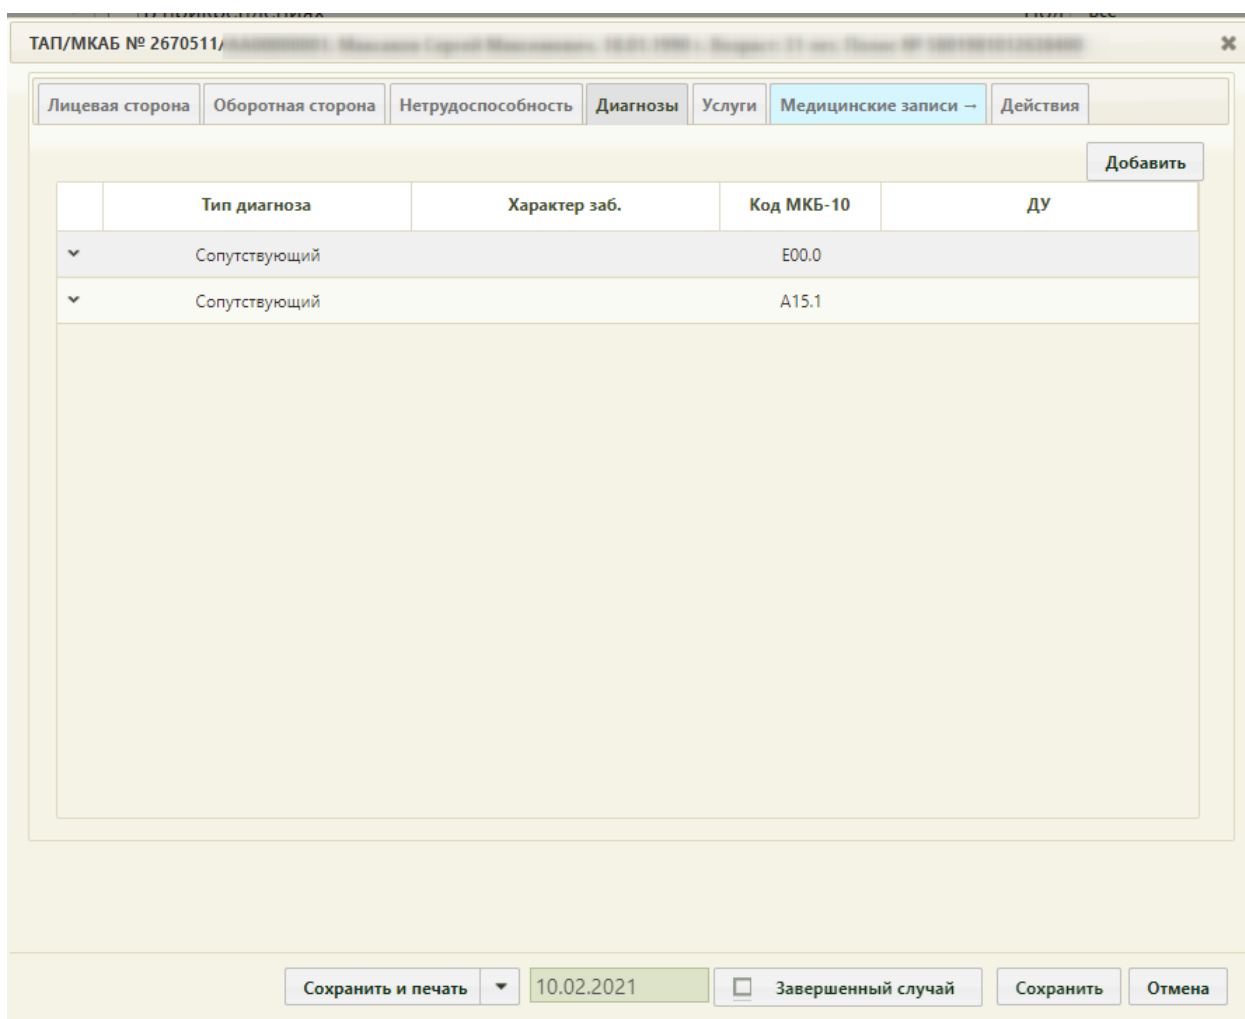 ТАП/МКАБ № 2670511/
Лицевая сторона Оборотная сторона Нетрудоспособность Диагнозы Услуги Медицинские записи → Действия
Добавить
Тип диагноза Характер заб. Код МКБ-10 ДУ
Сопутствующий E00.0
Сопутствующий A15.1
Сохранить и печать 10.02.2021 Завершенный случай Сохранить Отмена